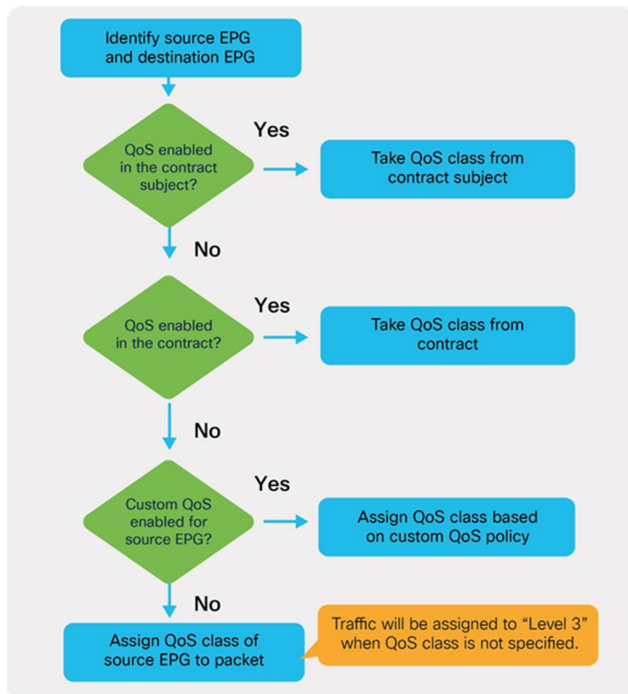 Identify source EPG
and destination EPG
QoS enabled
in the contract
subject?
Yes
Take QoS class from
contract subject
No
QoS enabled
in the contract?
Yes
Take QoS class from
contract
No
Custom QoS
enabled for
source EPG?
Yes
Assign QoS class based
on custom QoS policy
No
Assign QoS class of
source EPG to packet
Traffic will be assigned to “Level 3”
when QoS class is not specified.